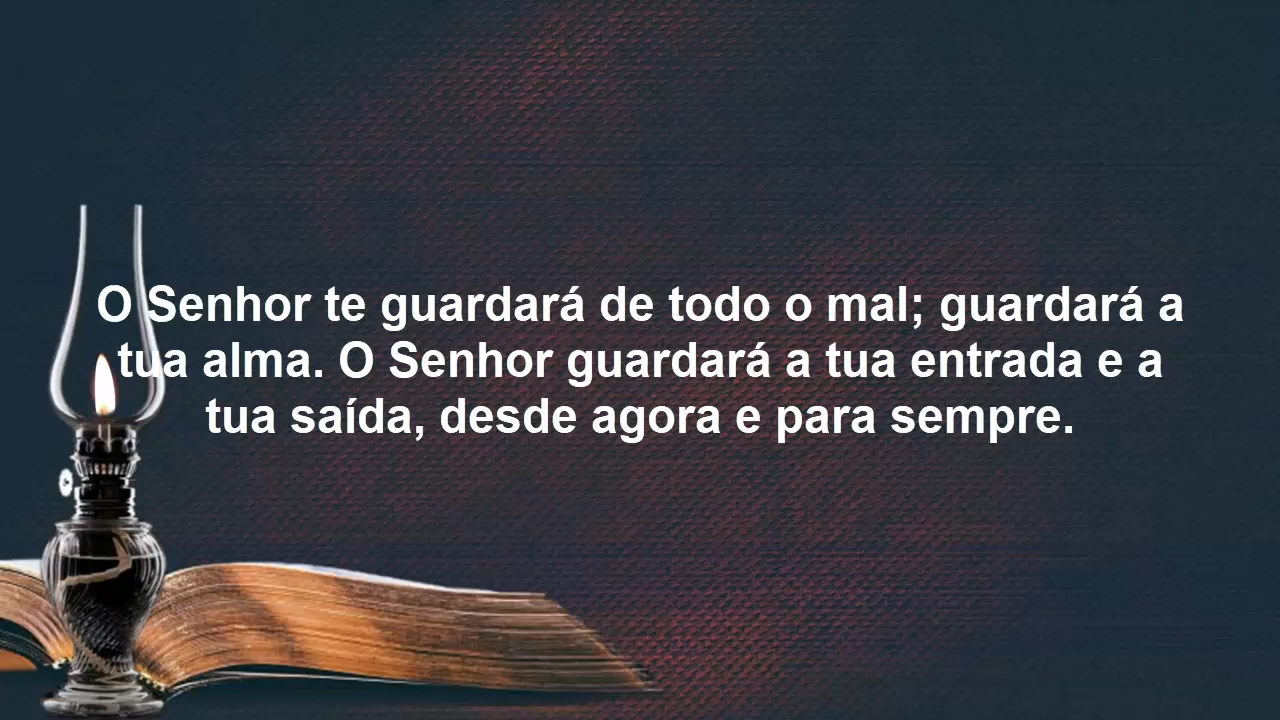 O Senhor te guardará de todo o mal; guardará a
tua alma. O Senhor guardará a tua entrada e a
tua saída, desde agora e para sempre.